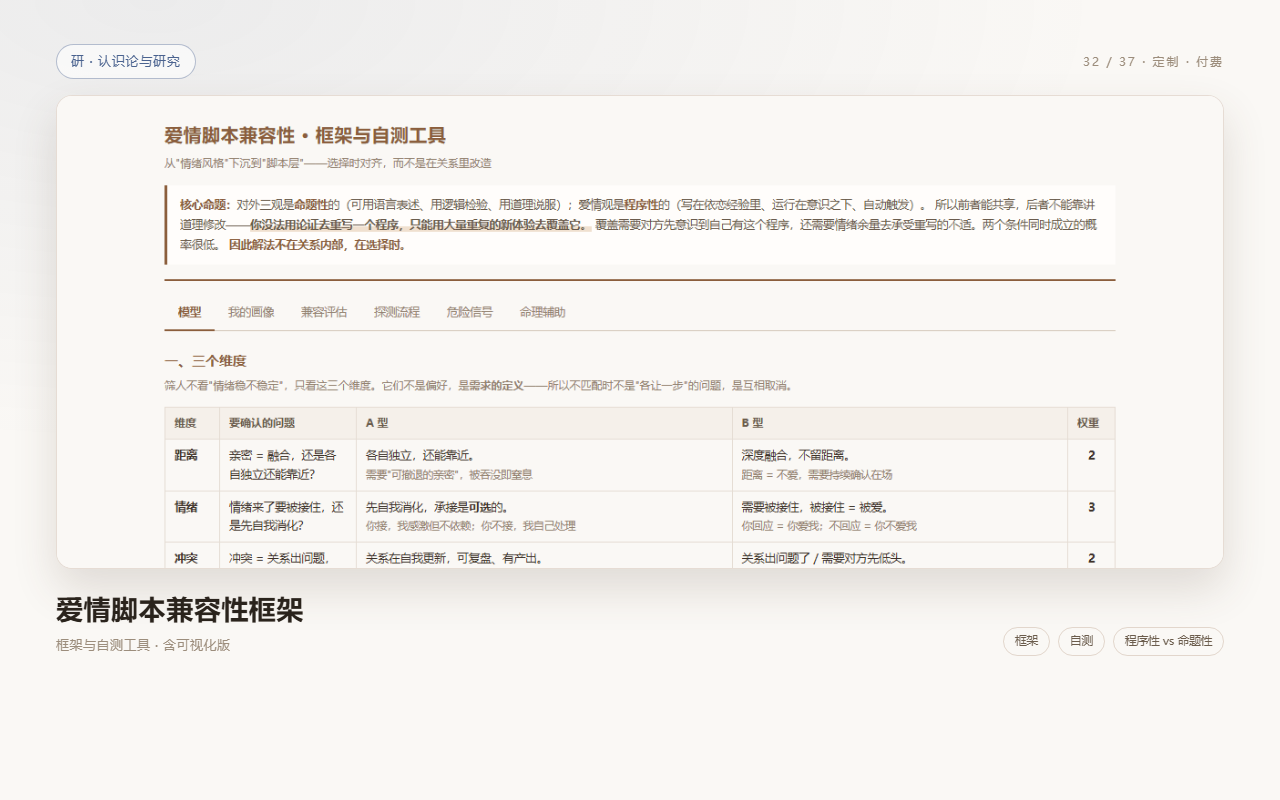 研 · 认识论与研究
32 / 37 · 定制 · 付费
爱情脚本兼容性 · 框架与自测工具
从"情绪风格"下沉到"脚本层"——选择时对齐，而不是在关系里改造
核心命题：对外三观是命题性的（可用语言表述、用逻辑检验、用道理说服）；爱情观是程序性的（写在依恋经验里、运行在意识之下、自动触发）。 所以前者能共享，后者不能靠讲
道理修改——你没法用论证去重写一个程序，只能用大量重复的新体验去覆盖它。 覆盖需要对方先意识到自己有这个程序，还需要情绪余量去承受重写的不适。两个条件同时成立的概
率很低。 因此解法不在关系内部，在选择时。
模型 我的画像 兼容评估 探测流程 危险信号 命理辅助
一、三个维度
筛人不看"情绪稳不稳定"，只看这三个维度。它们不是偏好，是需求的定义——所以不匹配时不是"各让一步"的问题，是互相取消。
维度 要确认的问题 A 型 B 型 权重
距离 亲密 = 融合，还是各 各自独立，还能靠近。 深度融合，不留距离。 2
自独立还能靠近？ 需要"可撤退的亲密"，被吞没即窒息 距离 = 不爱，需要持续确认在场
情绪 情绪来了要被接住，还 先自我消化，承接是可选的。 需要被接住，被接住 = 被爱。 3
是先自我消化？ 你接，我感激但不依赖；你不接，我自己处理 你回应 = 你爱我；不回应 = 你不爱我
冲突 冲突 = 关系出问题， 关系在自我更新，可复盘、有产出。 关系出问题了 / 需要对方先低头。 2
爱情脚本兼容性框架
框架与自测工具 · 含可视化版
框架 自测 程序性 vs 命题性